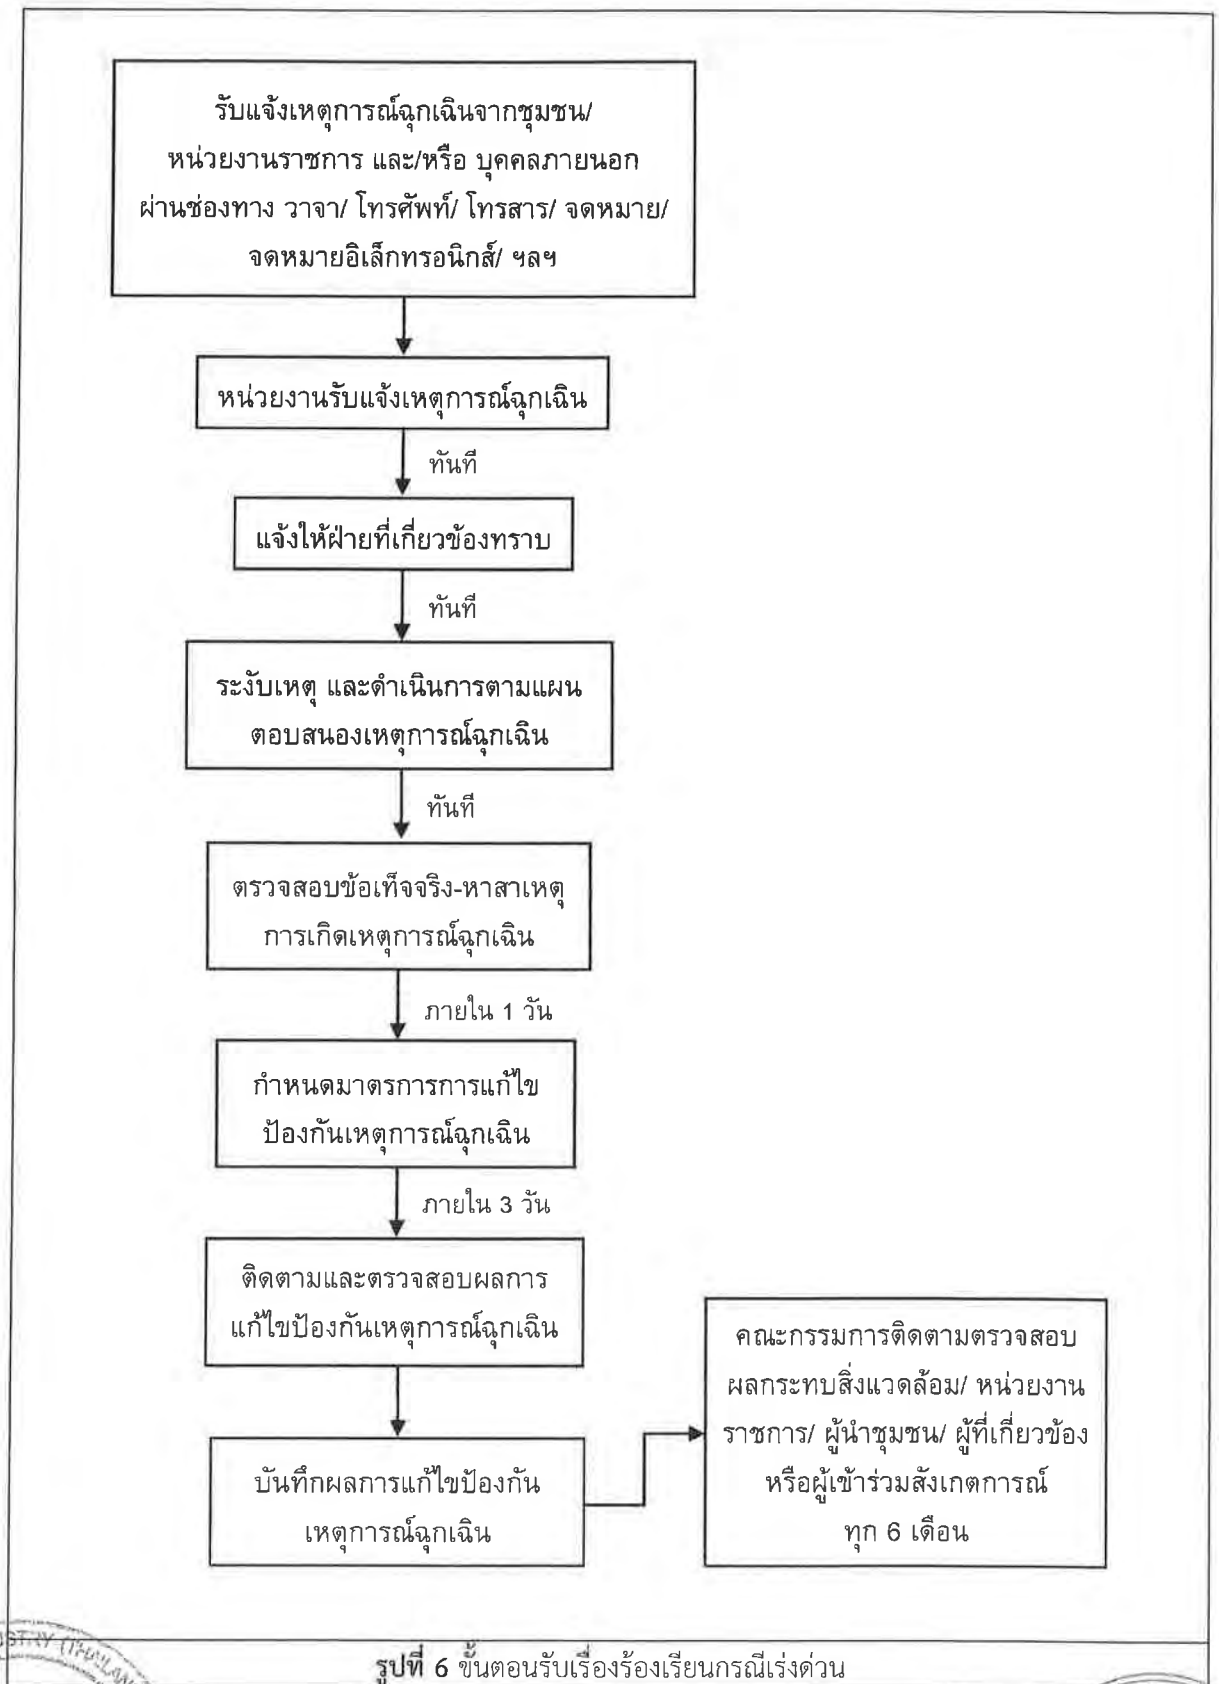 รับแจ้งเหตุการณ์ฉุกเฉินจากชุมชน/
หน่วยงานราชการ และ/หรือ บุคคลภายนอก
ผ่านช่องทาง วาจา/ โทรศัพท์/ โทรสาร/ จดหมาย/
จดหมายอิเล็กทรอนิกส์/ ฯลฯ
หน่วยงานรับแจ้งเหตุการณ์ฉุกเฉิน
ทันที
แจ้งให้ฝ่ายที่เกี่ยวข้องทราบ
ทันที
ระงับเหตุ และดำเนินการตามแผน
ตอบสนองเหตุการณ์ฉุกเฉิน
ทันที
ตรวจสอบข้อเท็จจริง-หาสาเหตุ
การเกิดเหตุการณ์ฉุกเฉิน
ภายใน 1 วัน
กำหนดมาตรการการแก้ไข
ป้องกันเหตุการณ์ฉุกเฉิน
ภายใน 3 วัน
ติดตามและตรวจสอบผลการ
แก้ไขป้องกันเหตุการณ์ฉุกเฉิน
บันทึกผลการแก้ไขป้องกัน
เหตุการณ์ฉุกเฉิน
คณะกรรมการติดตามตรวจสอบ
ผลกระทบสิ่งแวดล้อม/ หน่วยงาน
ราชการ/ ผู้นำชุมชน/ ผู้ที่เกี่ยวข้อง
หรือผู้เข้าร่วมสังเกตการณ์
ทุก 6 เดือน
รูปที่ 6 ขั้นตอนรับเรื่องร้องเรียนกรณีเร่งด่วน